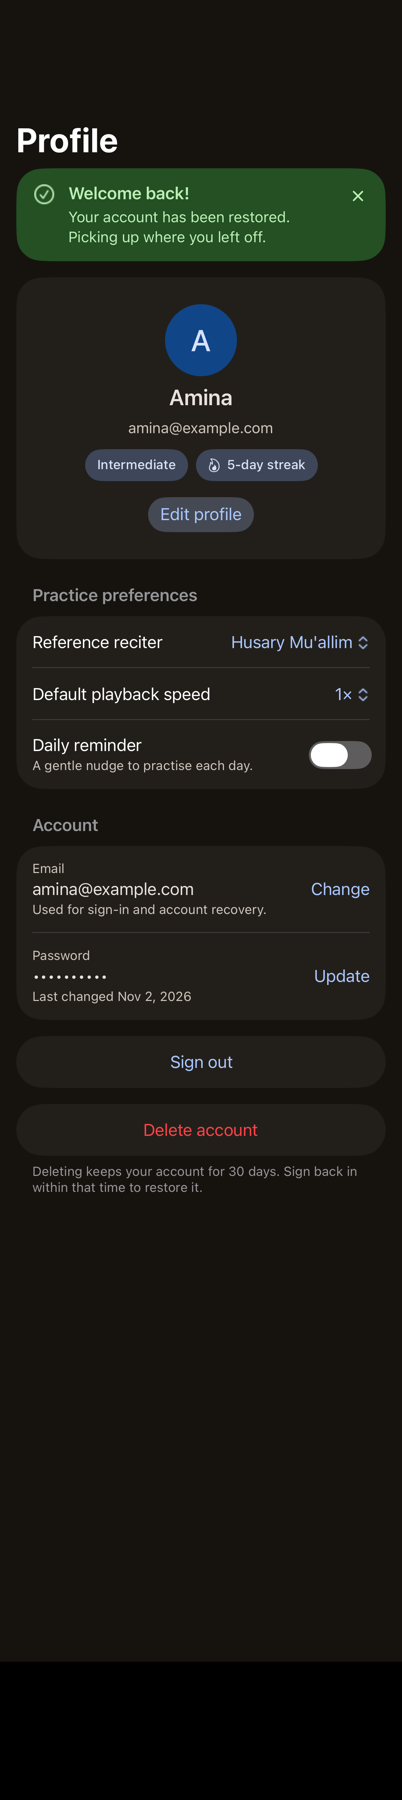 Profile
Welcome back!
Your account has been restored.
Picking up where you left off.
A
Amina
amina@example.com
Intermediate
5-day streak
Edit profile
Practice preferences
Reference reciter
Husary Mu'allim
Default playback speed
1×
Daily reminder
A gentle nudge to practise each day.
Account
Email
amina@example.com
Change
Used for sign-in and account recovery.
Password
••••••••••
Update
Last changed Nov 2, 2026
Sign out
Delete account
Deleting keeps your account for 30 days. Sign back in
within that time to restore it.